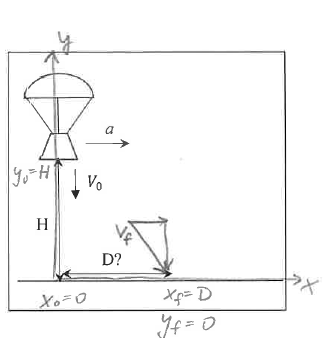 y
a
y₀=H
V₀
H
V_f
D?
x₀=0
x_f=D
x
y_f=0